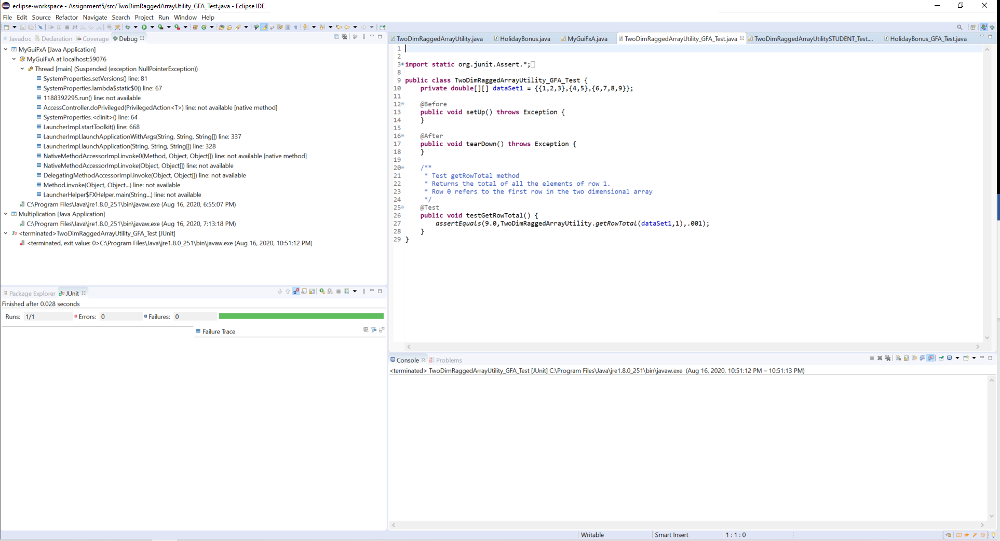 eclipse-workspace - Assignment5/src/TwoDimRaggedArrayUtility_GFA_Test.java - Eclipse IDE
File Edit Source Refactor Navigate Search Project Run Window Help
Javadoc Declaration Coverage Debug
MyGuiFxA [Java Application]
MyGuiFxA at localhost:59076
Thread [main] (Suspended (exception NullPointerException))
SystemProperties.setVersions() line: 81
SystemProperties.lambda$static$0() line: 67
1188392295.run() line: not available
AccessController.doPrivileged(PrivilegedAction<T>) line: not available [native method]
SystemProperties.<clinit>() line: 64
LauncherImpl.startToolkit() line: 668
LauncherImpl.launchApplicationWithArgs(String, String, String[]) line: 337
LauncherImpl.launchApplication(String, String, String[]) line: 328
NativeMethodAccessorImpl.invoke0(Method, Object, Object[]) line: not available [native method]
NativeMethodAccessorImpl.invoke(Object, Object[]) line: not available
DelegatingMethodAccessorImpl.invoke(Object, Object[]) line: not available
Method.invoke(Object, Object...) line: not available
LauncherHelper$FXHelper.main(String...) line: not available
C:\Program Files\Java\jre1.8.0_251\bin\javaw.exe (Aug 16, 2020, 6:55:07 PM)
Multiplication [Java Application]
C:\Program Files\Java\jre1.8.0_251\bin\javaw.exe (Aug 16, 2020, 7:13:18 PM)
<terminated>TwoDimRaggedArrayUtility_GFA_Test [JUnit]
<terminated, exit value: 0>C:\Program Files\Java\jre1.8.0_251\bin\javaw.exe (Aug 16, 2020, 10:51:12 PM)
Package Explorer JUnit
Finished after 0.028 seconds
Runs: 1/1 Errors: 0 Failures: 0
Failure Trace
TwoDimRaggedArrayUtility.java HolidayBonus.java MyGuiFxA.java TwoDimRaggedArrayUtility_GFA_Test.java TwoDimRaggedArrayUtilitySTUDENT_Test.... HolidayBonus_GFA_Test.java
1
2
3 import static org.junit.Assert.*;
8
9 public class TwoDimRaggedArrayUtility_GFA_Test {
10 private double[][] dataSet1 = {{1,2,3},{4,5},{6,7,8,9}};
11
12 @Before
13 public void setUp() throws Exception {
14 }
15
16 @After
17 public void tearDown() throws Exception {
18 }
19
20 /**
21 * Test getRowTotal method
22 * Returns the total of all the elements of row 1.
23 * Row 0 refers to the first row in the two dimensional array
24 */
25 @Test
26 public void testGetRowTotal() {
27 assertEquals(9.0,TwoDimRaggedArrayUtility.getRowTotal(dataSet1,1),.001);
28 }
29 }
Console Problems
<terminated> TwoDimRaggedArrayUtility_GFA_Test [JUnit] C:\Program Files\Java\jre1.8.0_251\bin\javaw.exe (Aug 16, 2020, 10:51:12 PM – 10:51:13 PM)
Writable Smart Insert 1 : 1 : 0